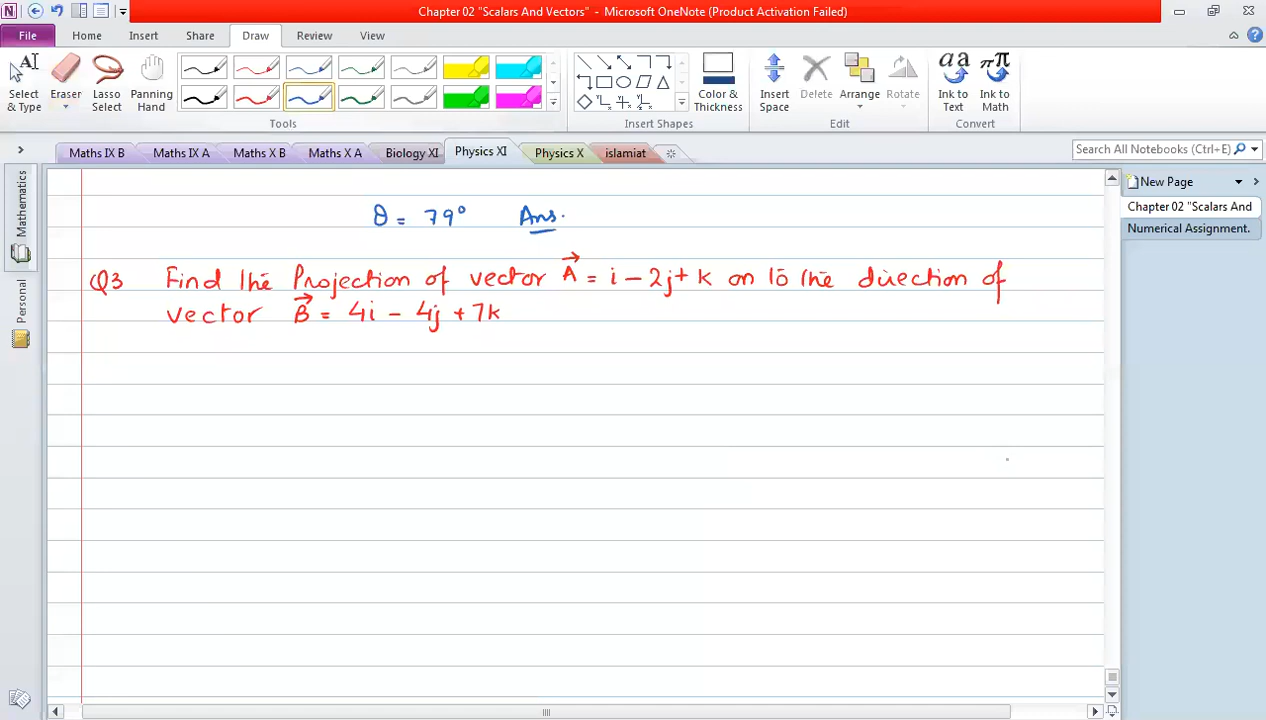 Chapter 02 "Scalars And Vectors" - Microsoft OneNote (Product Activation Failed)
File Home Insert Share Draw Review View
Select & Type Eraser Lasso Select Panning Hand Color & Thickness Insert Space Delete Arrange Rotate Ink to Text Ink to Math
Tools Insert Shapes Edit Convert
Maths IX B Maths IX A Maths X B Maths X A Biology XI Physics XI Physics X islamiat Search All Notebooks (Ctrl+E)
Mathematics
Personal
New Page
Chapter 02 "Scalars And
Numerical Assignment.
θ = 79° Ans.
Q3 Find the Projection of vector A⃗ = i - 2j + k on to the direction of
vector B⃗ = 4i - 4j + 7k